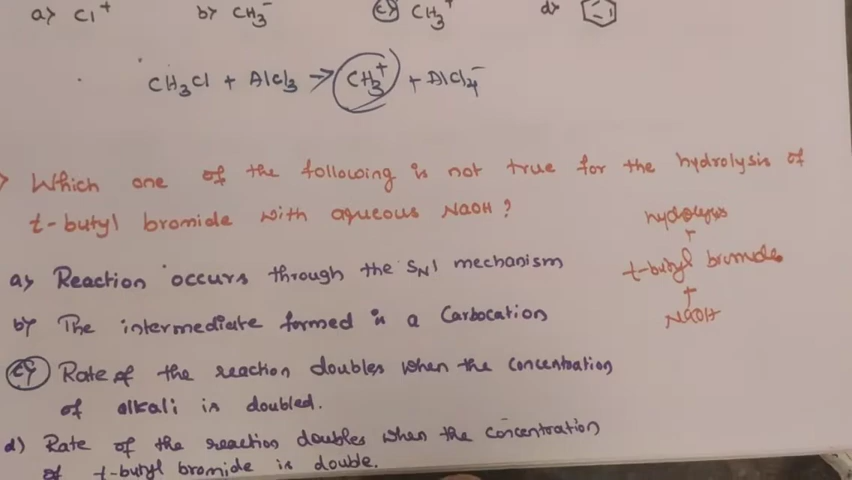 a) Cl⁺ b) CH₃⁻ c) CH₃⁺ d)
CH₃Cl + AlCl₃ → CH₃⁺ + AlCl₄⁻
Which one of the following is not true for the hydrolysis of
t-butyl bromide with aqueous NaOH?
hydolysis
+
t-butyl bromide
+
NaOH
a) Reaction occurs through the SN1 mechanism
b) The intermediate formed is a Carbocation
c) Rate of the reaction doubles when the concentration
of alkali is doubled.
d) Rate of the reaction doubles when the concentration
of t-butyl bromide is double.